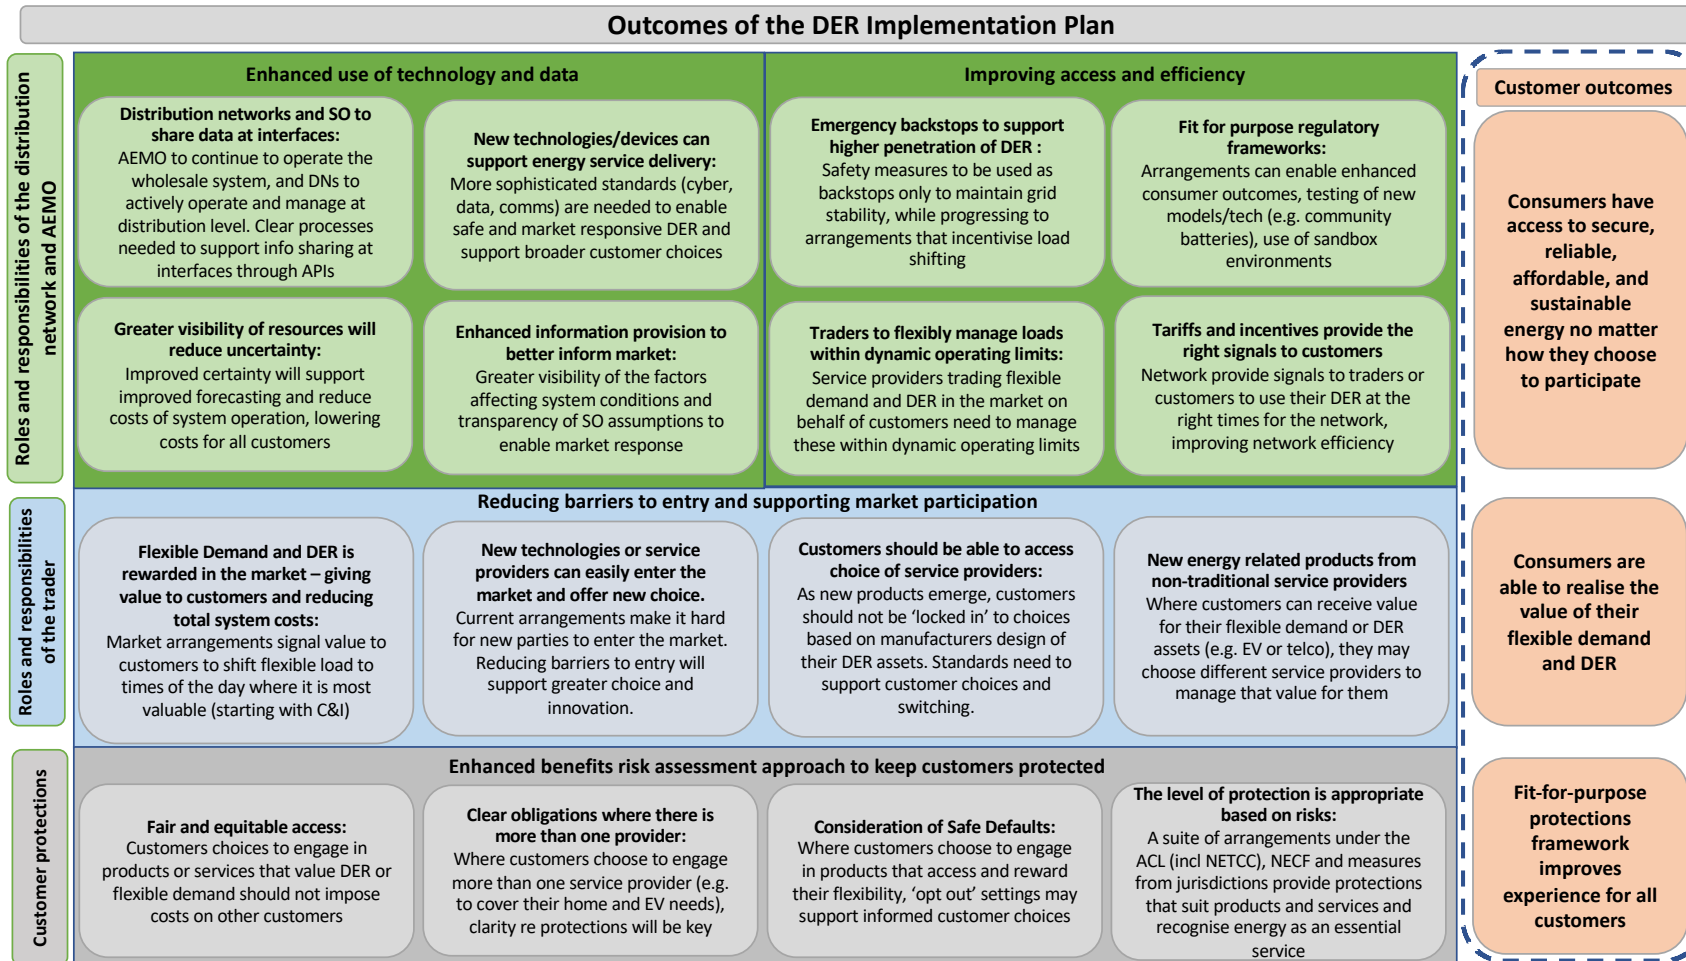 Outcomes of the DER Implementation Plan
Roles and responsibilities of the distribution
network and AEMO
Enhanced use of technology and data
Distribution networks and SO to
share data at interfaces:
AEMO to continue to operate the
wholesale system, and DNs to
actively operate and manage at
distribution level. Clear processes
needed to support info sharing at
interfaces through APIs
New technologies/devices can
support energy service delivery:
More sophisticated standards (cyber,
data, comms) are needed to enable
safe and market responsive DER and
support broader customer choices
Greater visibility of resources will
reduce uncertainty:
Improved certainty will support
improved forecasting and reduce
costs of system operation, lowering
costs for all customers
Enhanced information provision to
better inform market:
Greater visibility of the factors
affecting system conditions and
transparency of SO assumptions to
enable market response
Improving access and efficiency
Emergency backstops to support
higher penetration of DER :
Safety measures to be used as
backstops only to maintain grid
stability, while progressing to
arrangements that incentivise load
shifting
Fit for purpose regulatory
frameworks:
Arrangements can enable enhanced
consumer outcomes, testing of new
models/tech (e.g. community
batteries), use of sandbox
environments
Traders to flexibly manage loads
within dynamic operating limits:
Service providers trading flexible
demand and DER in the market on
behalf of customers need to manage
these within dynamic operating limits
Tariffs and incentives provide the
right signals to customers
Network provide signals to traders or
customers to use their DER at the
right times for the network,
improving network efficiency
Customer outcomes
Consumers have
access to secure,
reliable,
affordable, and
sustainable
energy no matter
how they choose
to participate
Roles and responsibilities
of the trader
Reducing barriers to entry and supporting market participation
Flexible Demand and DER is
rewarded in the market – giving
value to customers and reducing
total system costs:
Market arrangements signal value to
customers to shift flexible load to
times of the day where it is most
valuable (starting with C&I)
New technologies or service
providers can easily enter the
market and offer new choice.
Current arrangements make it hard
for new parties to enter the market.
Reducing barriers to entry will
support greater choice and
innovation.
Customers should be able to access
choice of service providers:
As new products emerge, customers
should not be ‘locked in’ to choices
based on manufacturers design of
their DER assets. Standards need to
support customer choices and
switching.
New energy related products from
non-traditional service providers
Where customers can receive value
for their flexible demand or DER
assets (e.g. EV or telco), they may
choose different service providers to
manage that value for them
Consumers are
able to realise the
value of their
flexible demand
and DER
Customer protections
Enhanced benefits risk assessment approach to keep customers protected
Fair and equitable access:
Customers choices to engage in
products or services that value DER or
flexible demand should not impose
costs on other customers
Clear obligations where there is
more than one provider:
Where customers choose to engage
more than one service provider (e.g.
to cover their home and EV needs),
clarity re protections will be key
Consideration of Safe Defaults:
Where customers choose to engage
in products that access and reward
their flexibility, ‘opt out’ settings may
support informed customer choices
The level of protection is appropriate
based on risks:
A suite of arrangements under the
ACL (incl NETCC), NECF and measures
from jurisdictions provide protections
that suit products and services and
recognise energy as an essential
service
Fit-for-purpose
protections
framework
improves
experience for all
customers